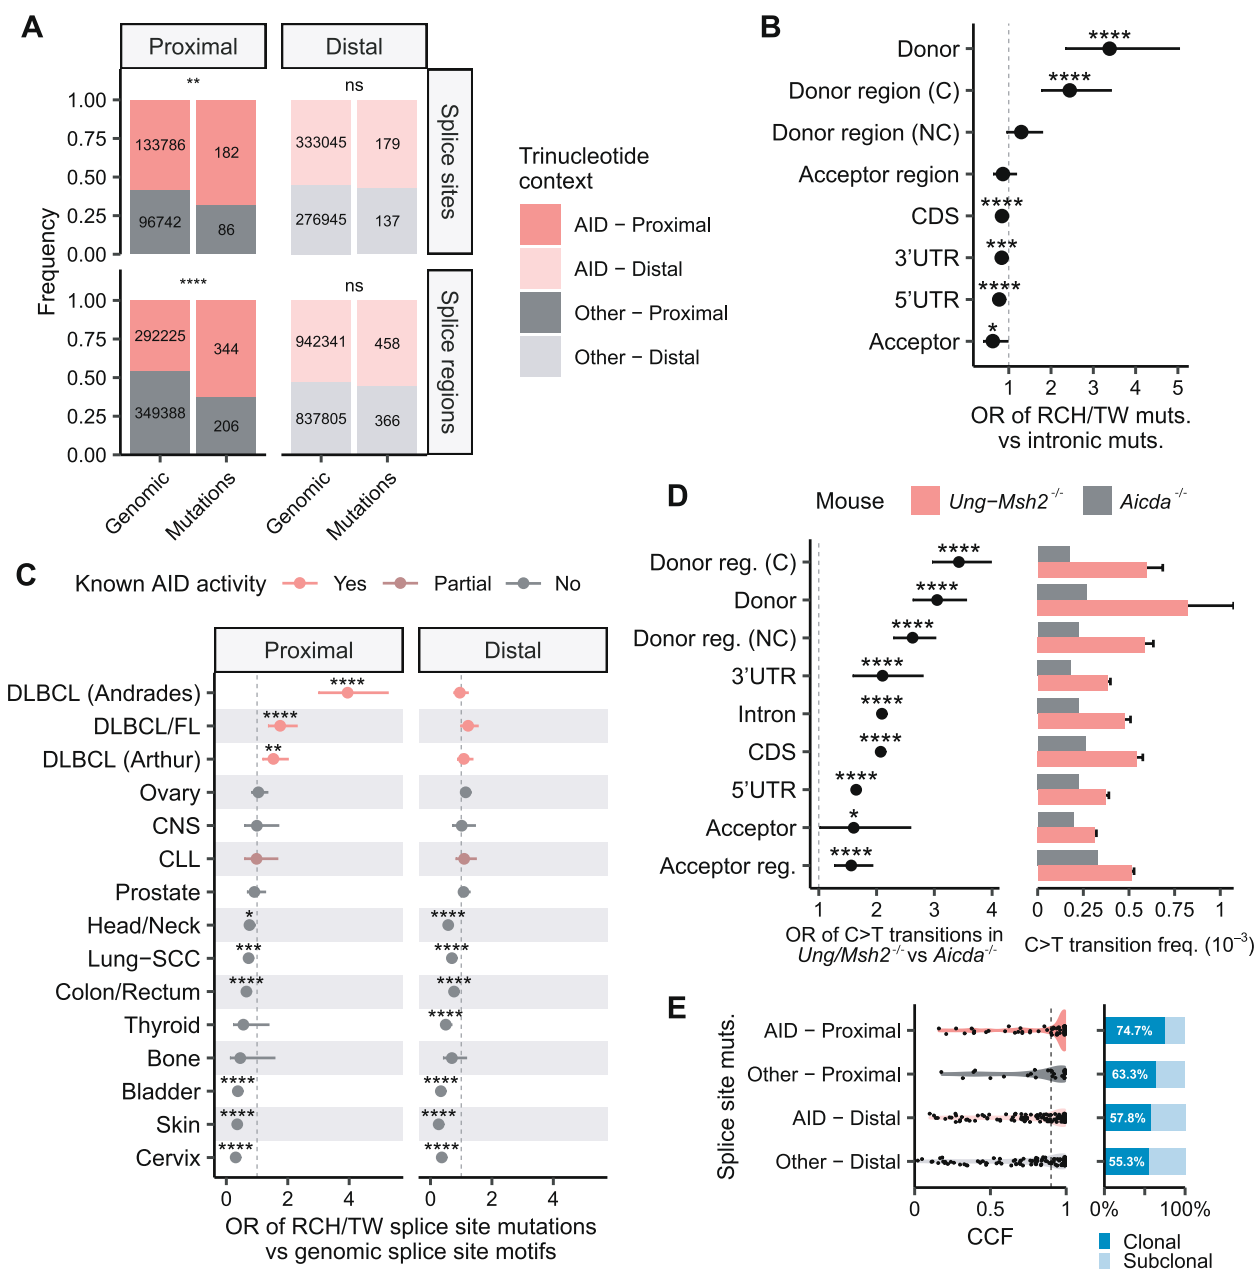 A
Proximal
Distal
**
ns
1.00
0.75
0.50
0.25
0.00
133786
182
96742
86
333045
179
276945
137
Splice sites
Frequency
****
ns
1.00
0.75
0.50
0.25
0.00
292225
344
349388
206
942341
458
837805
366
Splice regions
Genomic
Mutations
Genomic
Mutations
Trinucleotide
context
AID − Proximal
AID − Distal
Other − Proximal
Other − Distal
B
Donor
****
Donor region (C)
****
Donor region (NC)
Acceptor region
CDS
****
3'UTR
***
5'UTR
****
Acceptor
*
1 2 3 4 5
OR of RCH/TW muts.
vs intronic muts.
C
Known AID activity Yes Partial No
Proximal
Distal
DLBCL (Andrades)
****
DLBCL/FL
****
DLBCL (Arthur)
**
Ovary
CNS
CLL
Prostate
Head/Neck
* ****
Lung−SCC
*** ****
Colon/Rectum
**** ****
Thyroid
****
Bone
Bladder
**** ****
Skin
**** ****
Cervix
**** ****
0 2 4 0 2 4
OR of RCH/TW splice site mutations
vs genomic splice site motifs
D
Mouse Ung−Msh2 -/- Aicda -/-
Donor reg. (C)
****
Donor
****
Donor reg. (NC)
****
3'UTR
****
Intron
****
CDS
****
5'UTR
****
Acceptor
*
Acceptor reg.
****
1 2 3 4
OR of C>T transitions in
Ung/Msh2-/- vs Aicda-/-
0 0.25 0.5 0.75 1
C>T transition freq. (10−3)
E
Splice site muts.
AID − Proximal
74.7%
Other − Proximal
63.3%
AID − Distal
57.8%
Other − Distal
55.3%
0 0.5 1
CCF
0% 100%
Clonal
Subclonal